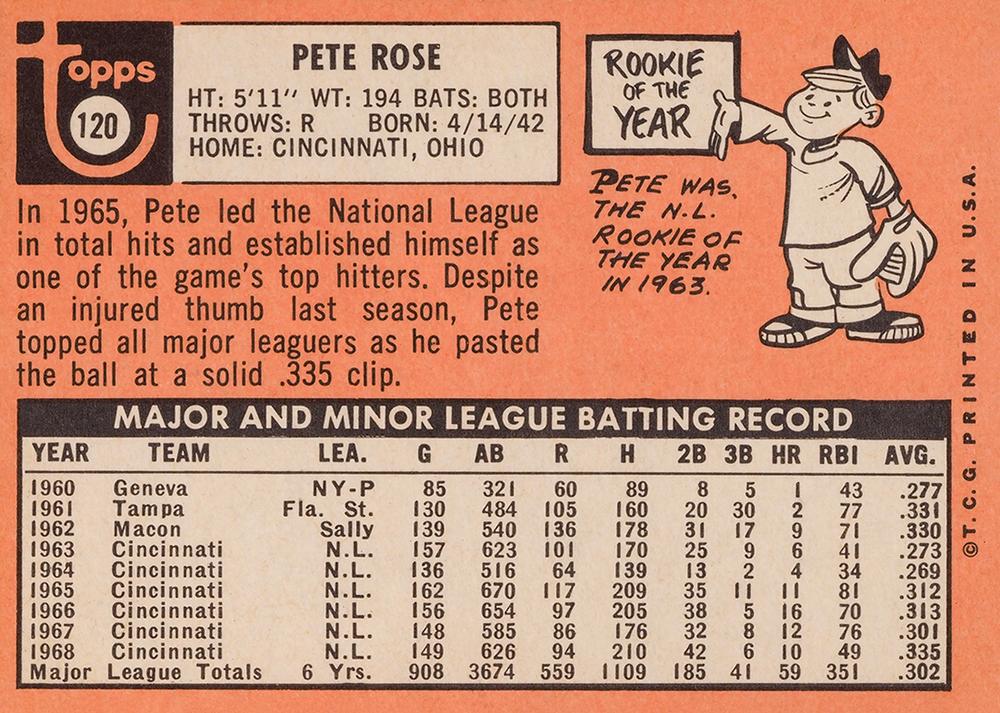 topps
120
PETE ROSE
HT: 5'11" WT: 194 BATS: BOTH
THROWS: R BORN: 4/14/42
HOME: CINCINNATI, OHIO
ROOKIE
OF THE
YEAR
PETE WAS,
THE N.L.
ROOKIE OF
THE YEAR
IN 1963.
In 1965, Pete led the National League
in total hits and established himself as
one of the game's top hitters. Despite
an injured thumb last season, Pete
topped all major leaguers as he pasted
the ball at a solid .335 clip.
MAJOR AND MINOR LEAGUE BATTING RECORD
YEAR TEAM LEA. G AB R H 2B 3B HR RBI AVG.
1960 Geneva NY-P 85 321 60 89 8 5 1 43 .277
1961 Tampa Fla. St. 130 484 105 160 20 30 2 77 .331
1962 Macon Sally 139 540 136 178 31 17 9 71 .330
1963 Cincinnati N.L. 157 623 101 170 25 9 6 41 .273
1964 Cincinnati N.L. 136 516 64 139 13 2 4 34 .269
1965 Cincinnati N.L. 162 670 117 209 35 11 11 81 .312
1966 Cincinnati N.L. 156 654 97 205 38 5 16 70 .313
1967 Cincinnati N.L. 148 585 86 176 32 8 12 76 .301
1968 Cincinnati N.L. 149 626 94 210 42 6 10 49 .335
Major League Totals 6 Yrs. 908 3674 559 1109 185 41 59 351 .302
©T.C.G. PRINTED IN U.S.A.